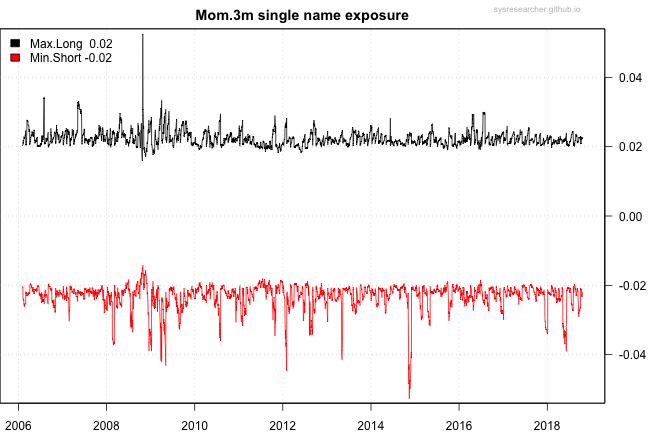 Mom.3m single name exposure
sysresearcher.github.io
Max.Long 0.02
Min.Short -0.02
0.04
0.02
0.00
-0.02
-0.04
2006 2008 2010 2012 2014 2016 2018